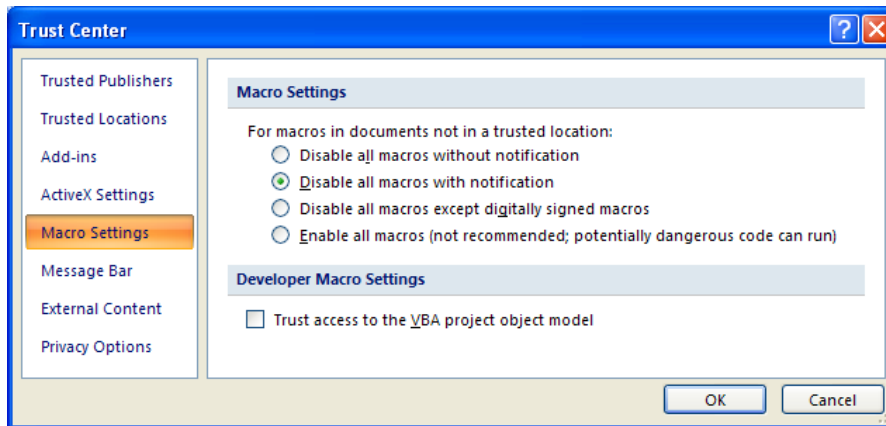 Trust Center
Trusted Publishers
Trusted Locations
Add-ins
ActiveX Settings
Macro Settings
Message Bar
External Content
Privacy Options
Macro Settings
For macros in documents not in a trusted location:
Disable all macros without notification
Disable all macros with notification
Disable all macros except digitally signed macros
Enable all macros (not recommended; potentially dangerous code can run)
Developer Macro Settings
Trust access to the VBA project object model
OK
Cancel